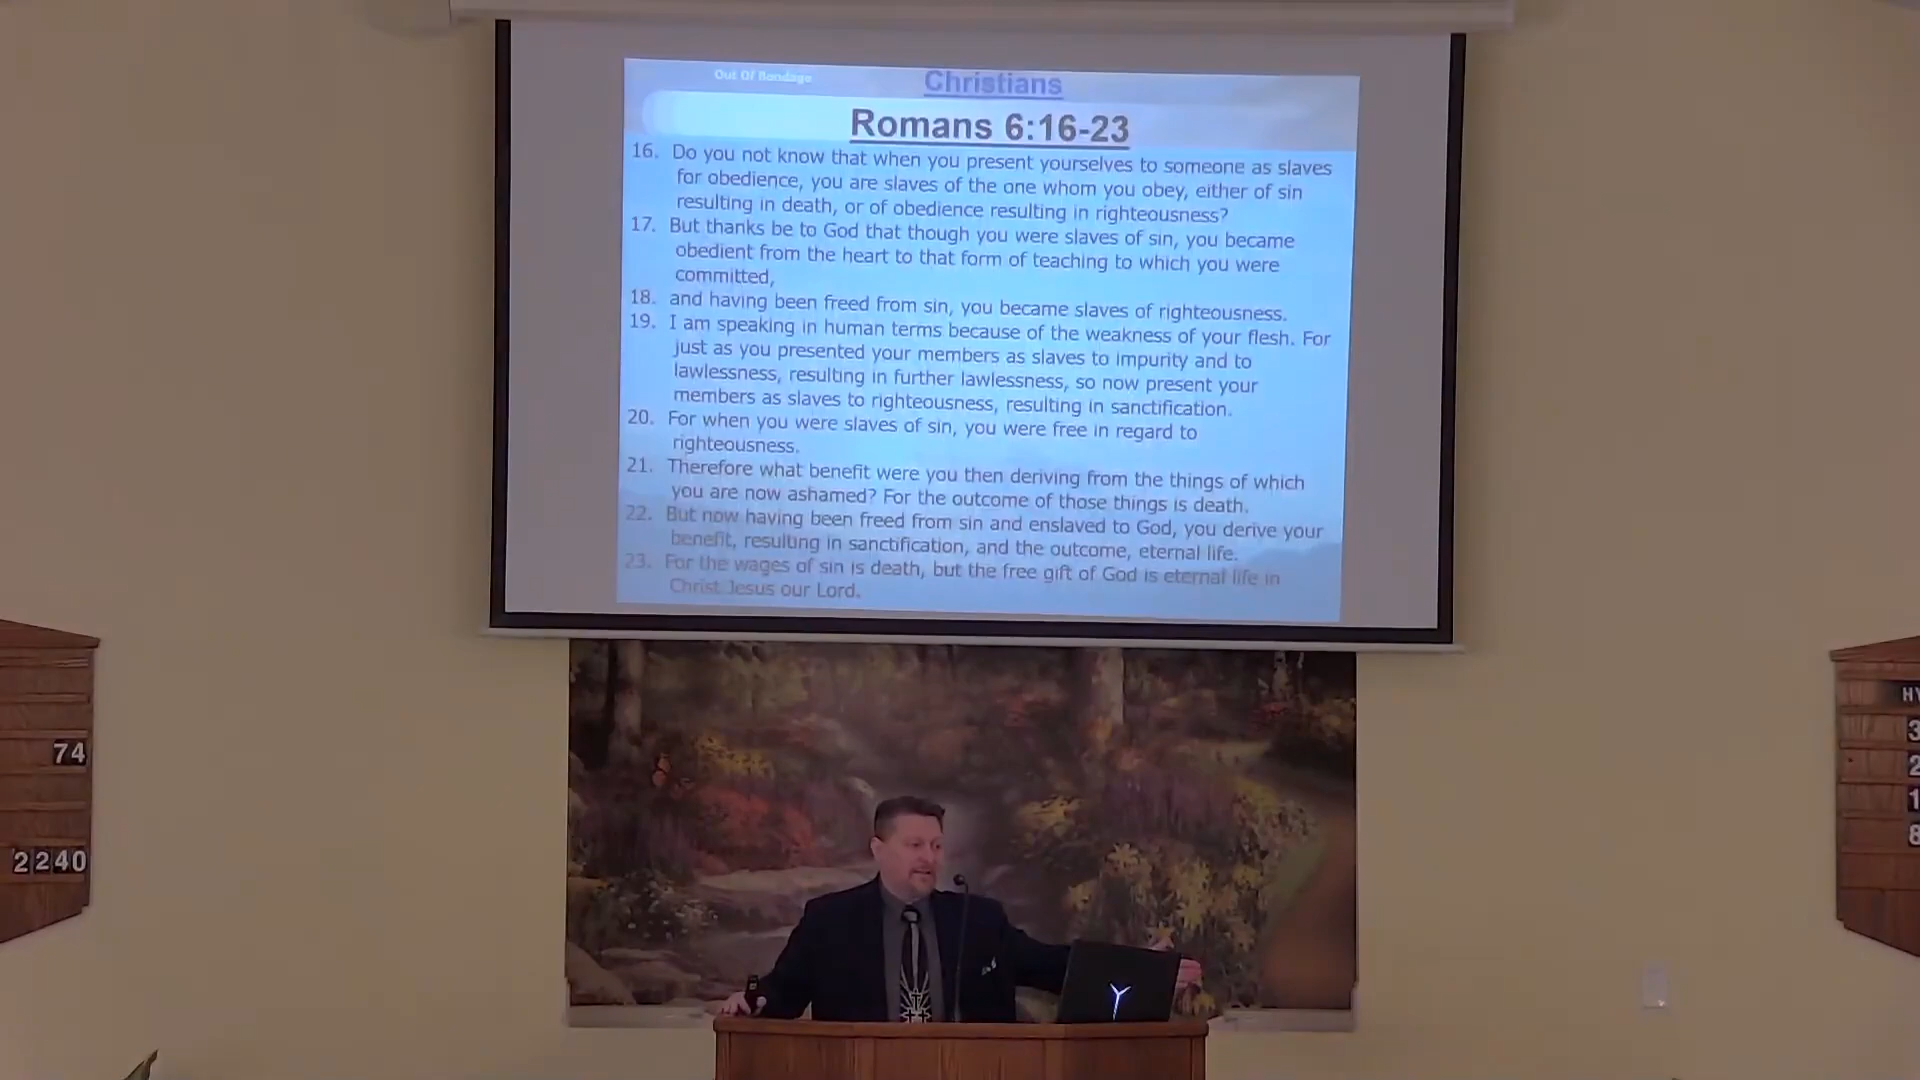 Out Of Bondage
Christians
Romans 6:16-23
16. Do you not know that when you present yourselves to someone as slaves
for obedience, you are slaves of the one whom you obey, either of sin
resulting in death, or of obedience resulting in righteousness?
17. But thanks be to God that though you were slaves of sin, you became
obedient from the heart to that form of teaching to which you were
committed,
18. and having been freed from sin, you became slaves of righteousness.
19. I am speaking in human terms because of the weakness of your flesh. For
just as you presented your members as slaves to impurity and to
lawlessness, resulting in further lawlessness, so now present your
members as slaves to righteousness, resulting in sanctification.
20. For when you were slaves of sin, you were free in regard to
righteousness.
21. Therefore what benefit were you then deriving from the things of which
you are now ashamed? For the outcome of those things is death.
22. But now having been freed from sin and enslaved to God, you derive your
benefit, resulting in sanctification, and the outcome, eternal life.
23. For the wages of sin is death, but the free gift of God is eternal life in
Christ Jesus our Lord.
74
2240